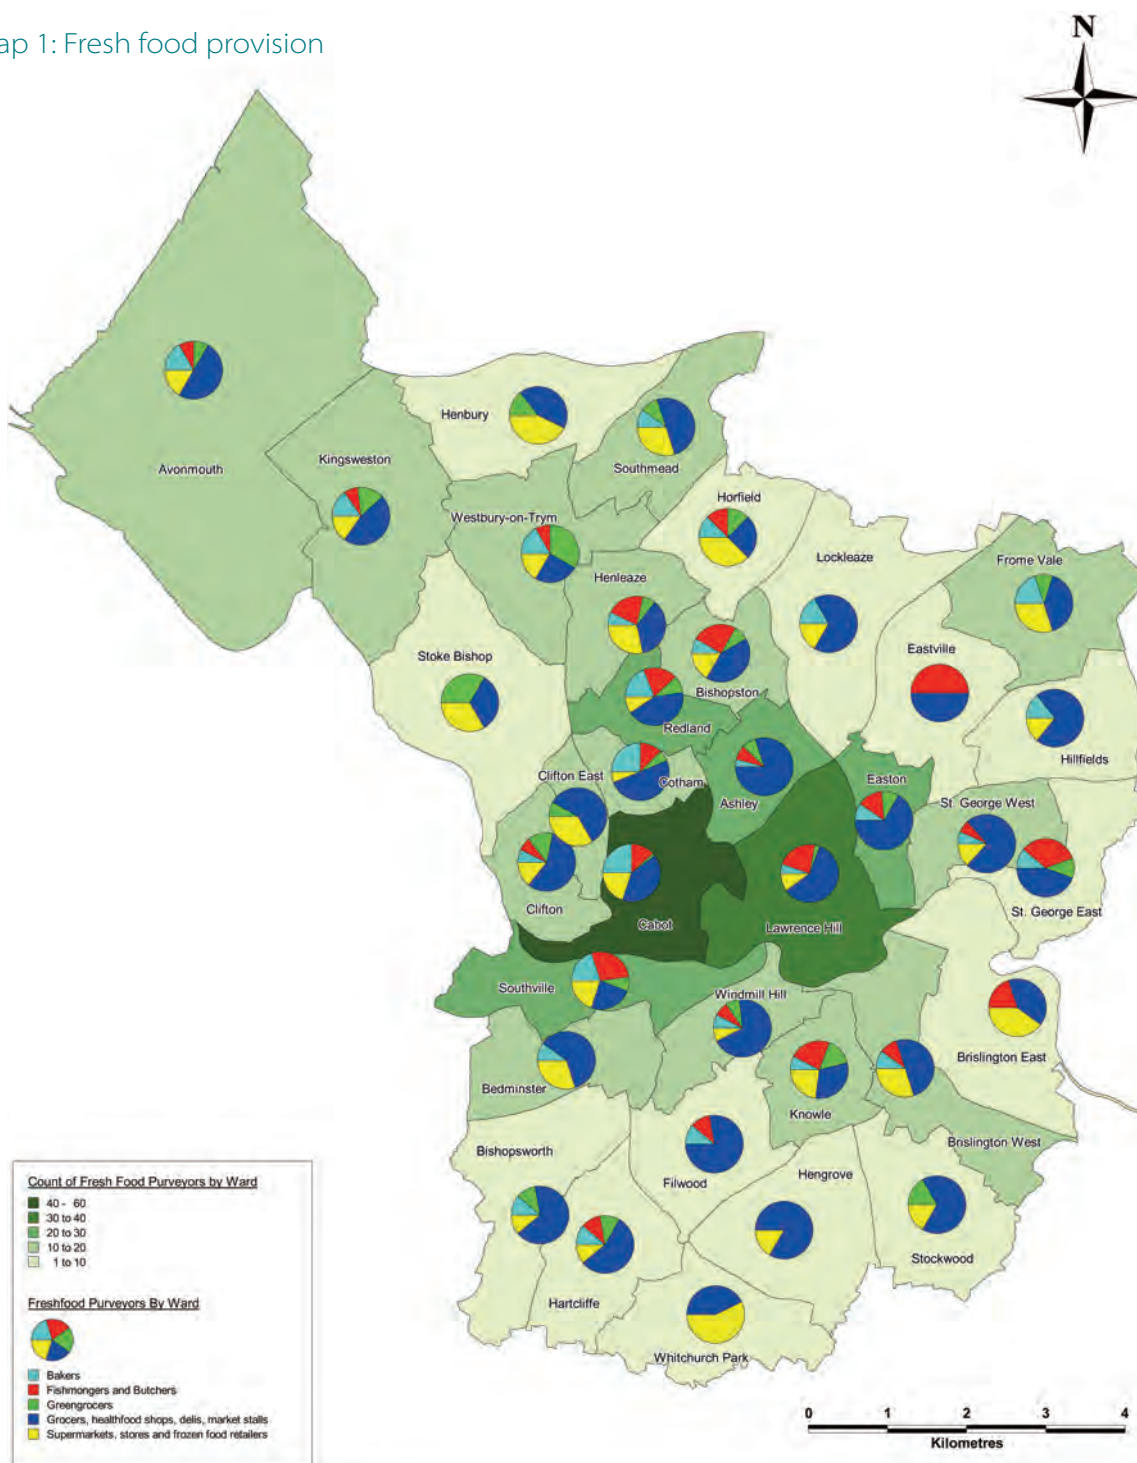 ap 1: Fresh food provision
N
Henbury
Southmead
Avonmouth
Kingsweston
Westbury-on-Trym
Horfield
Lockleaze
Frome Vale
Henleaze
Stoke Bishop
Bishopston
Eastville
Redland
Hillfields
Clifton East
Cotham
Ashley
Easton
St. George West
Clifton
Cabot
Lawrence Hill
St. George East
Southville
Windmill Hill
Brislington East
Bedminster
Knowle
Brislington West
Bishopsworth
Filwood
Hengrove
Stockwood
Hartcliffe
Whitchurch Park
Count of Fresh Food Purveyors by Ward
40 - 60
30 to 40
20 to 30
10 to 20
1 to 10
Freshfood Purveyors By Ward
Bakers
Fishmongers and Butchers
Greengrocers
Grocers, healthfood shops, delis, market stalls
Supermarkets, stores and frozen food retailers
0 1 2 3 4
Kilometres